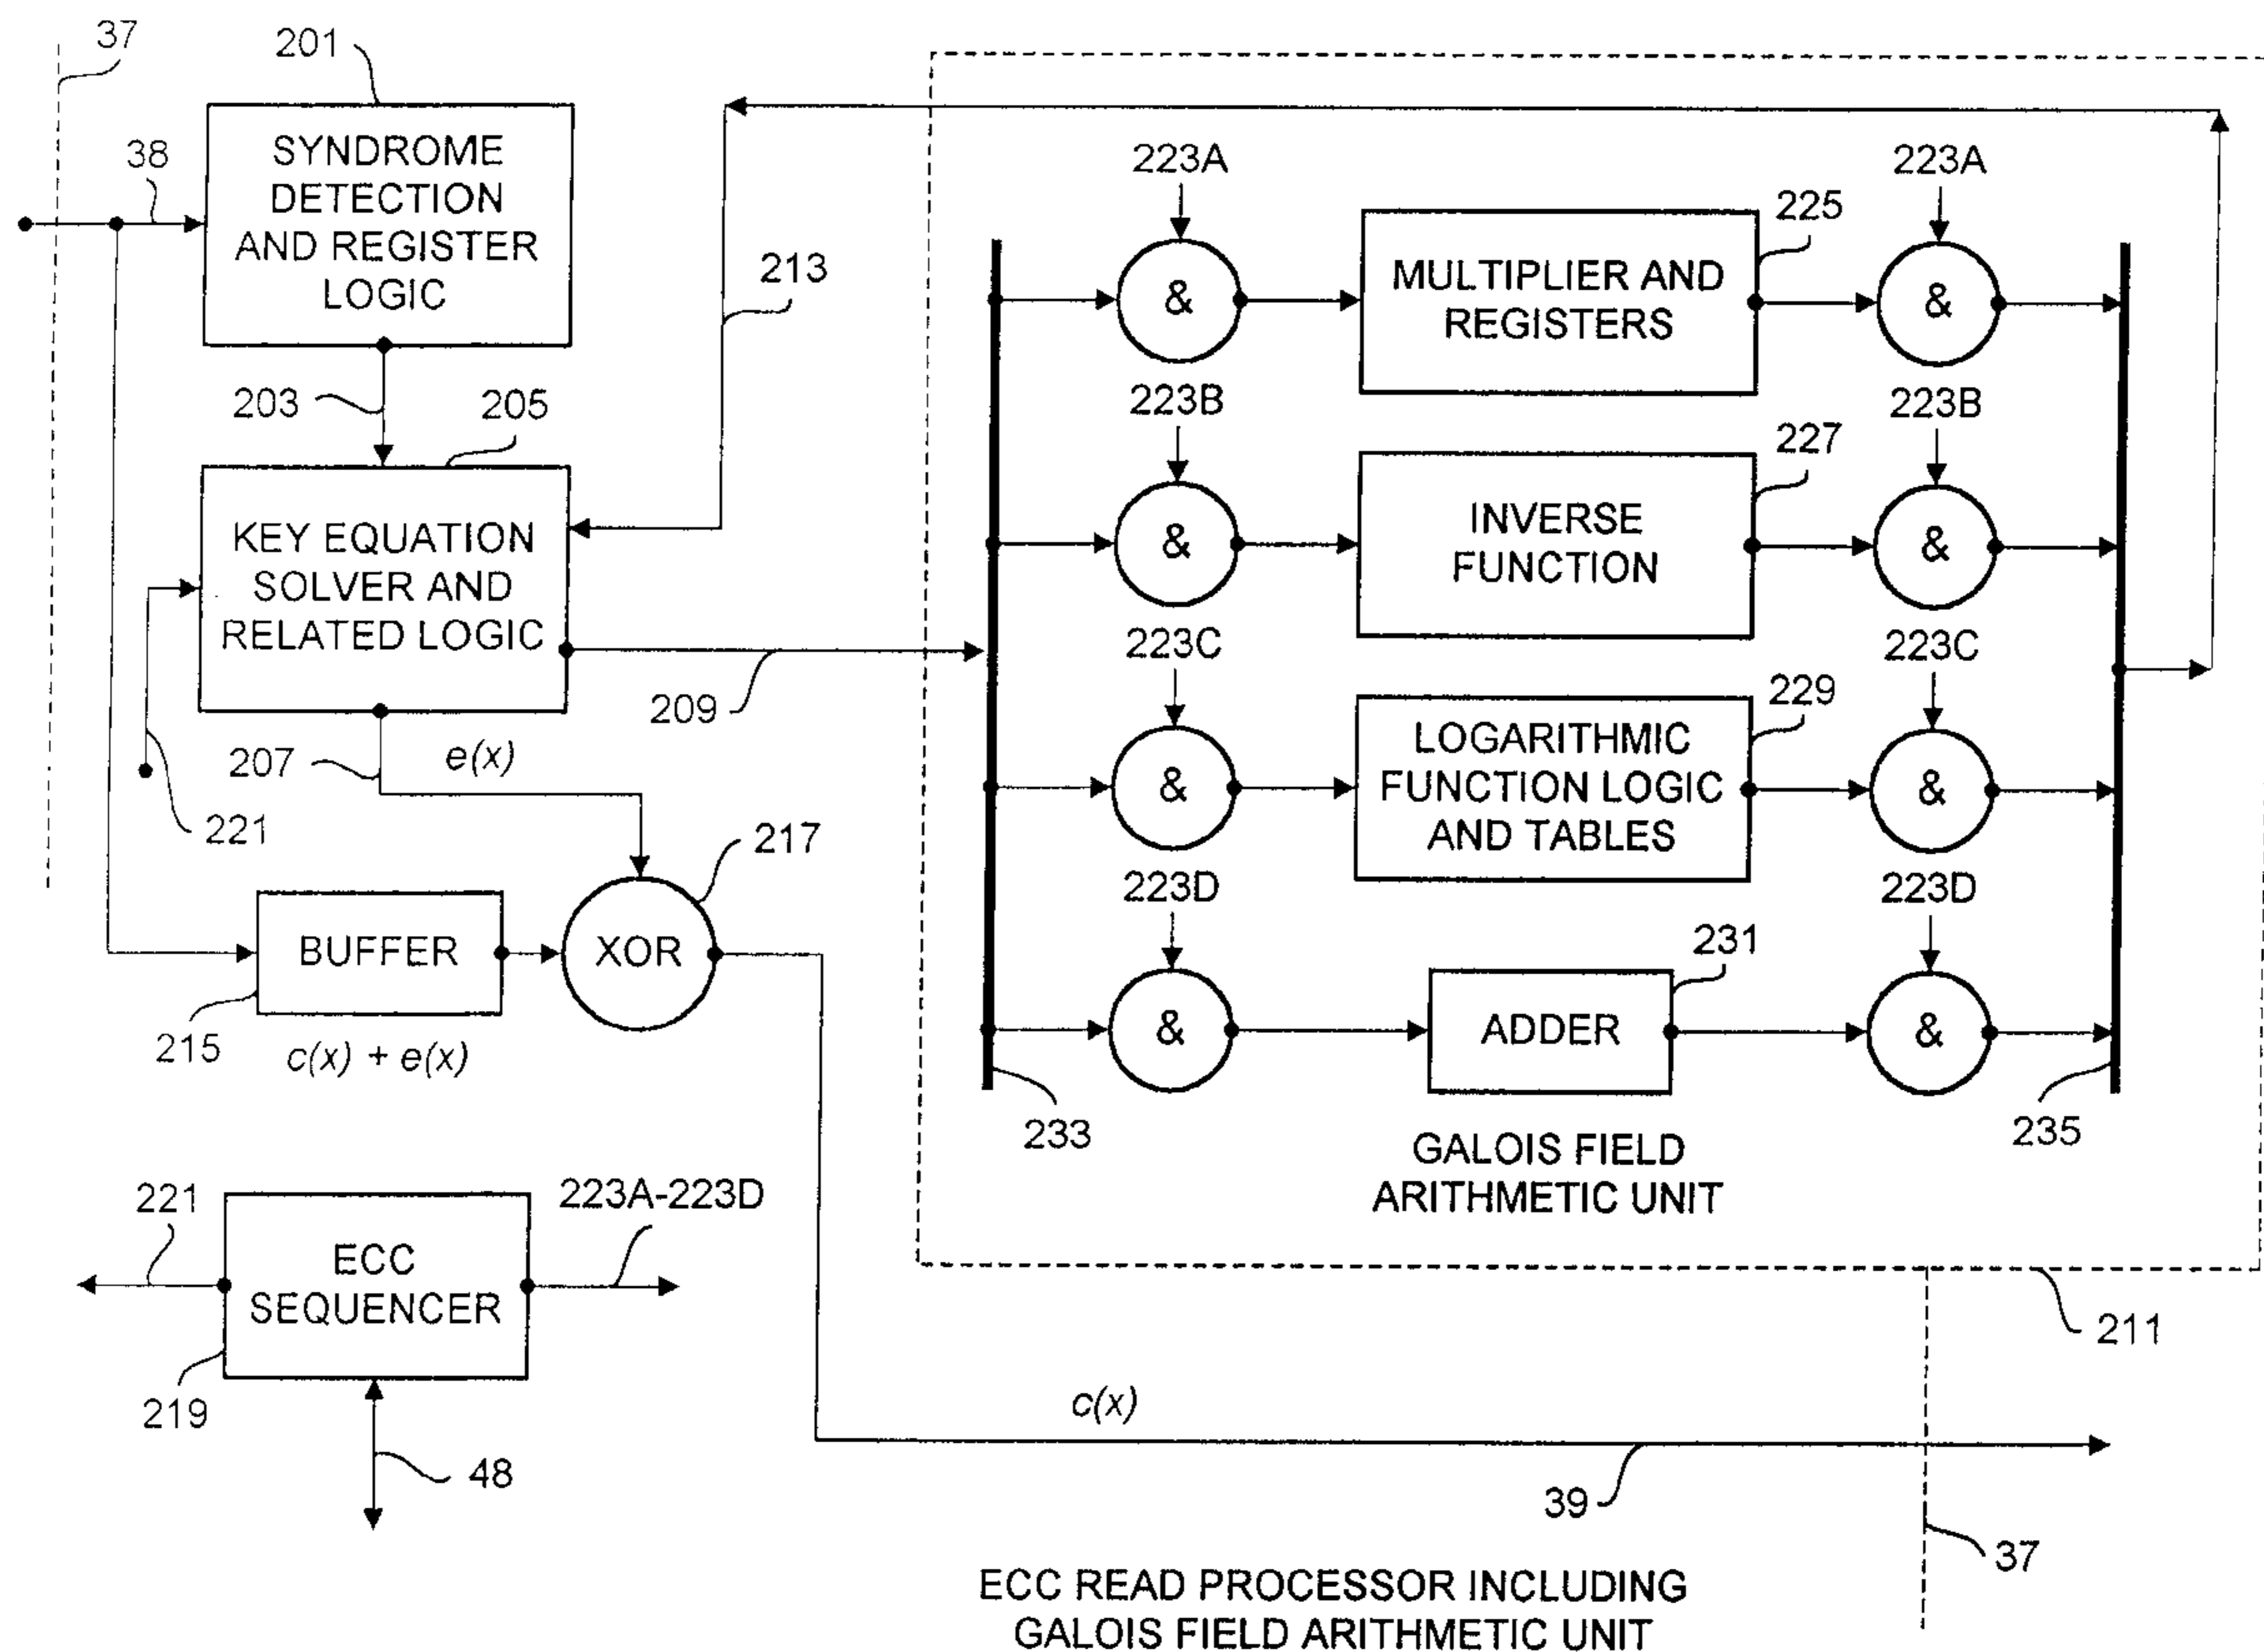 37
201
38
SYNDROME
DETECTION
AND REGISTER
LOGIC
203
205
213
KEY EQUATION
SOLVER AND
RELATED LOGIC
209
207
e(x)
221
217
BUFFER
XOR
215
c(x) + e(x)
221
223A-223D
ECC
SEQUENCER
219
48
223A
223A
225
&
MULTIPLIER AND
REGISTERS
&
223B
223B
227
&
INVERSE
FUNCTION
&
223C
223C
229
&
LOGARITHMIC
FUNCTION LOGIC
AND TABLES
&
223D
223D
231
&
ADDER
&
233
235
GALOIS FIELD
ARITHMETIC UNIT
211
c(x)
39
37
ECC READ PROCESSOR INCLUDING
GALOIS FIELD ARITHMETIC UNIT